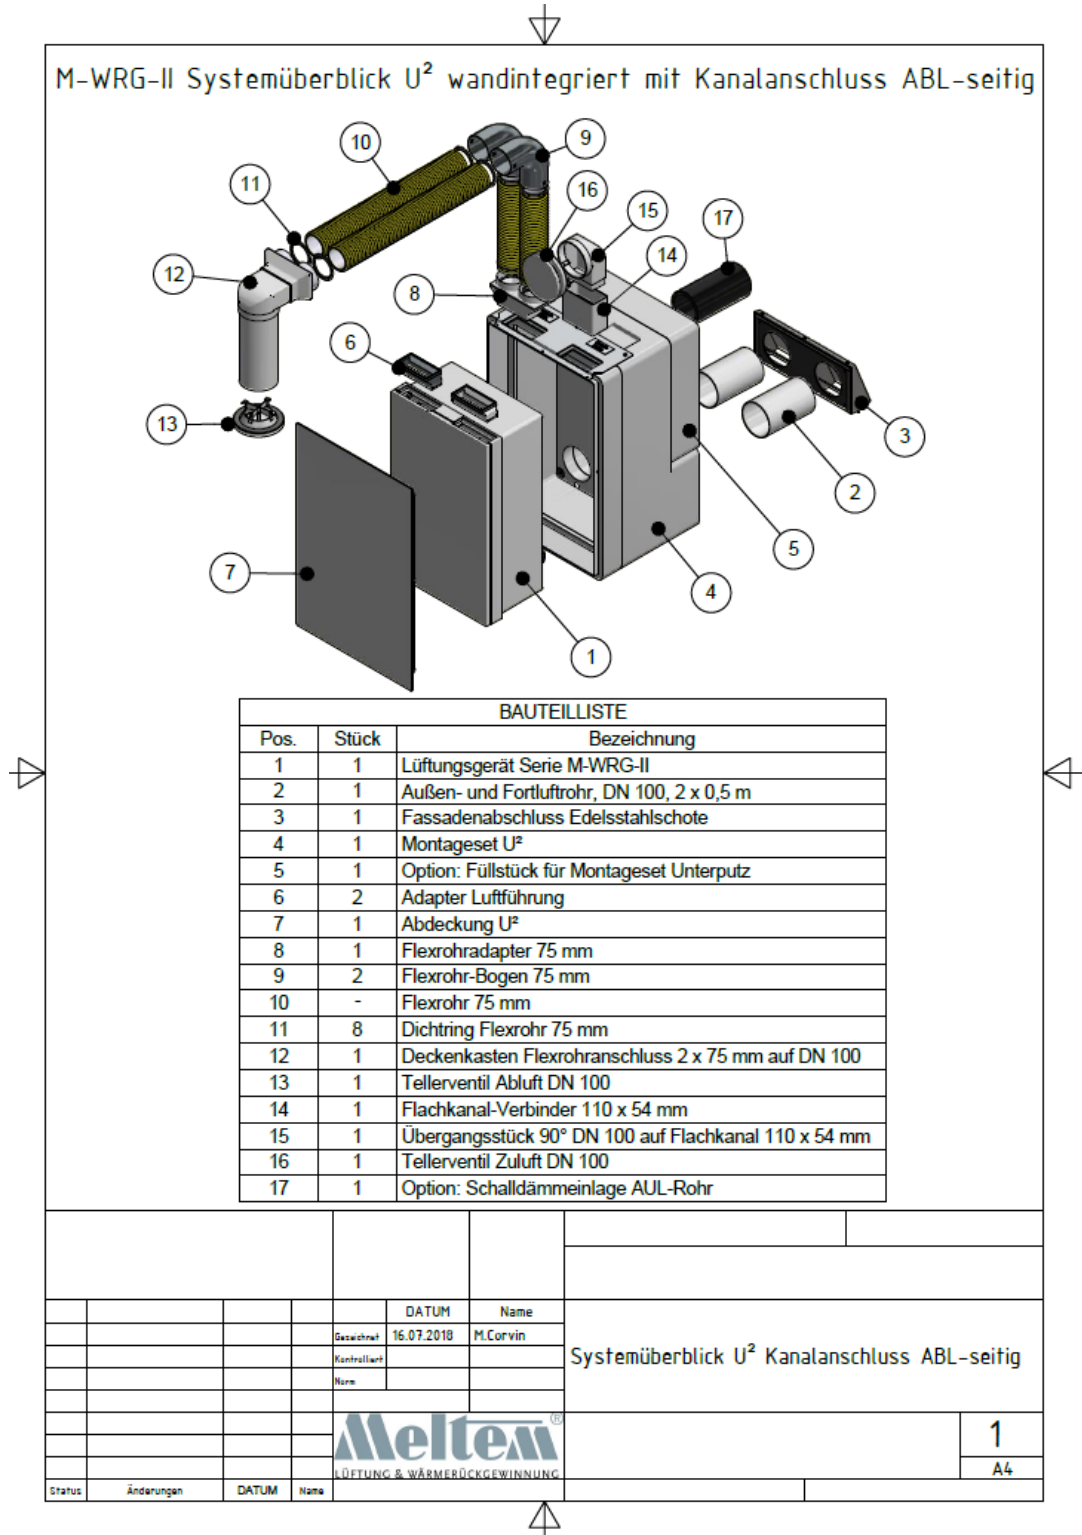 M-WRG-II Systemüberblick U² wandintegriert mit Kanalanschluss ABL-seitig
9
10
16
11
15
17
14
12
8
6
13
3
2
5
7
4
1
BAUTEILLISTE
Pos. Stück Bezeichnung
1 1 Lüftungsgerät Serie M-WRG-II
2 1 Außen- und Fortluftrohr, DN 100, 2 x 0,5 m
3 1 Fassadenabschluss Edelsstahlschote
4 1 Montageset U²
5 1 Option: Füllstück für Montageset Unterputz
6 2 Adapter Luftführung
7 1 Abdeckung U²
8 1 Flexrohradapter 75 mm
9 2 Flexrohr-Bogen 75 mm
10 - Flexrohr 75 mm
11 8 Dichtring Flexrohr 75 mm
12 1 Deckenkasten Flexrohranschluss 2 x 75 mm auf DN 100
13 1 Tellerventil Abluft DN 100
14 1 Flachkanal-Verbinder 110 x 54 mm
15 1 Übergangsstück 90° DN 100 auf Flachkanal 110 x 54 mm
16 1 Tellerventil Zuluft DN 100
17 1 Option: Schalldämmeinlage AUL-Rohr
DATUM Name
Gezeichnet 16.07.2018 M.Corvin
Kontrolliert
Norm
Systemüberblick U² Kanalanschluss ABL-seitig
Meltem®
LÜFTUNG & WÄRMERÜCKGEWINNUNG
1
A4
Status Änderungen DATUM Name